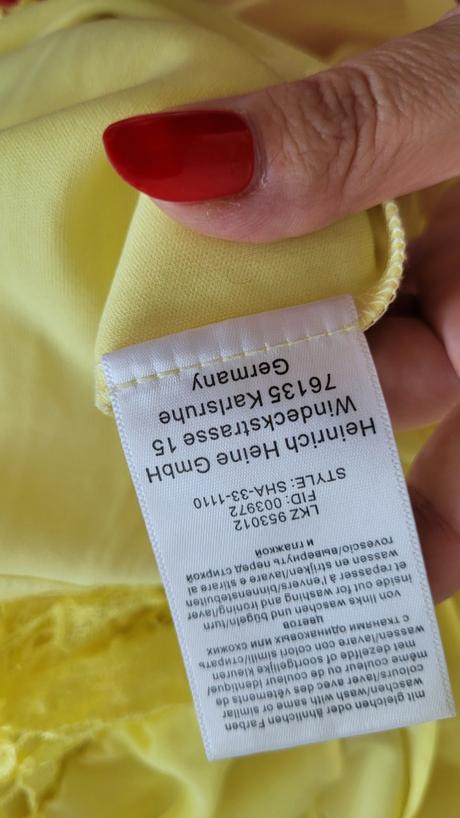 mit gleichen oder ähnlichen Farben
waschen/wash same or similar
colours/laver avec des vêtements de
même couleur ou couleur identique/
met dezelfde of soortgelijke kleuren
wassen/lavare con colori simili/стирать
с тканями одинаковых или схожих
цветов
von links waschen und bügeln/turn
inside out for washing and ironing/laver
et repasser à l'envers/binnenstebuiten
wassen en strijken/lavare e stirare al
rovescio/вывернуть перед стиркой
и глажкой
LKZ 953012
FID: 003972
STYLE: SHA-33-1110
Heinrich Heine GmbH
Windeckstrasse 15
76135 Karlsruhe
Germany